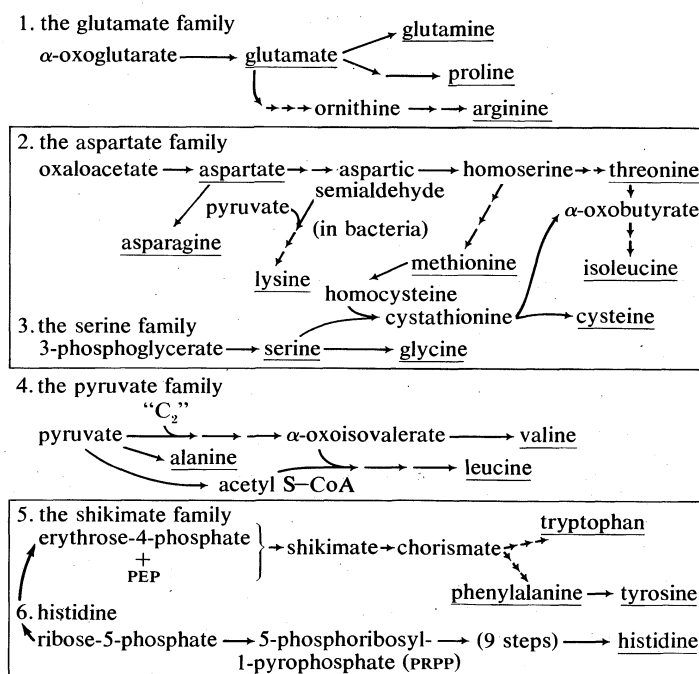 1. the glutamate family
glutamine
α-oxoglutarate
glutamate
proline
ornithine
arginine
2. the aspartate family
oxaloacetate
aspartate
aspartic
semialdehyde
homoserine
threonine
pyruvate
α-oxobutyrate
(in bacteria)
asparagine
methionine
isoleucine
lysine
homocysteine
cystathionine
cysteine
3. the serine family
3-phosphoglycerate
serine
glycine
4. the pyruvate family
“C₂”
pyruvate
α-oxoisovalerate
valine
alanine
leucine
acetyl S–CoA
5. the shikimate family
erythrose-4-phosphate
+
PEP
shikimate
chorismate
tryptophan
phenylalanine
tyrosine
6. histidine
ribose-5-phosphate
5-phosphoribosyl-
1-pyrophosphate (PRPP)
(9 steps)
histidine